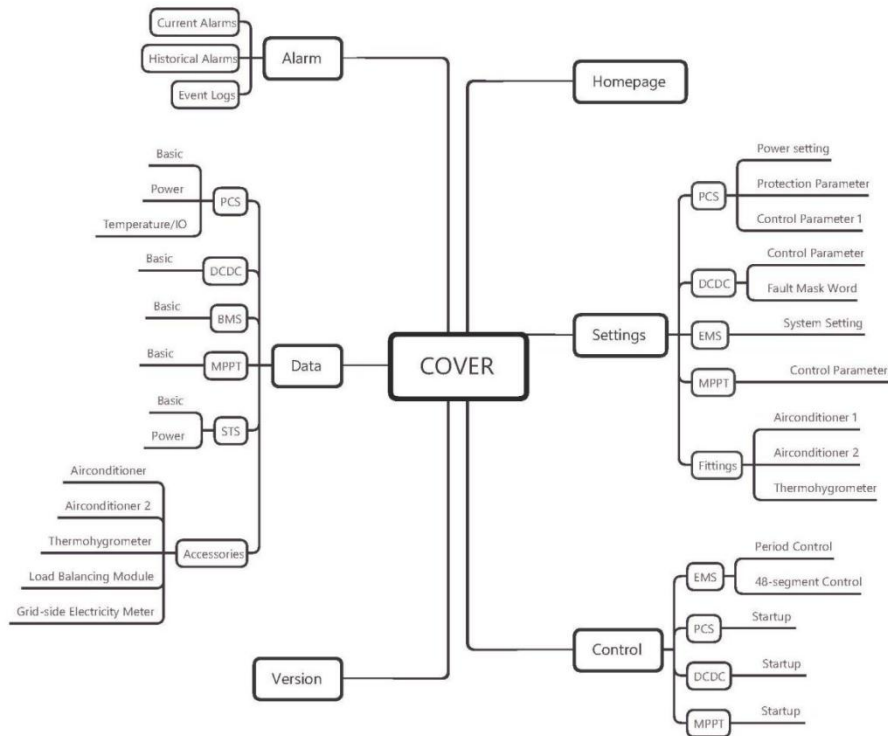 COVER
Alarm
Current Alarms
Historical Alarms
Event Logs
Data
PCS
Basic
Power
Temperature/IO
DCDC
Basic
BMS
Basic
MPPT
Basic
STS
Basic
Power
Accessories
Airconditioner
Airconditioner 2
Thermohygrometer
Load Balancing Module
Grid-side Electricity Meter
Version
Homepage
Settings
PCS
Power setting
Protection Parameter
Control Parameter 1
DCDC
Control Parameter
Fault Mask Word
EMS
System Setting
MPPT
Control Parameter
Fittings
Airconditioner 1
Airconditioner 2
Thermohygrometer
Control
EMS
Period Control
48-segment Control
PCS
Startup
DCDC
Startup
MPPT
Startup